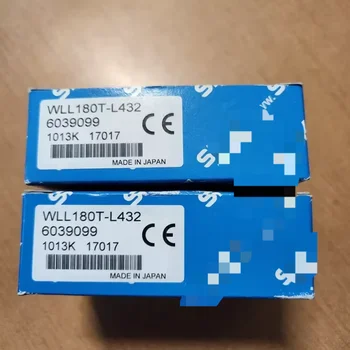 WLL180T-L432
6039099
1013K 17017
CE
MADE IN JAPAN
WLL180T-L432
6039099
1013K 17017
CE
MADE IN JAPAN